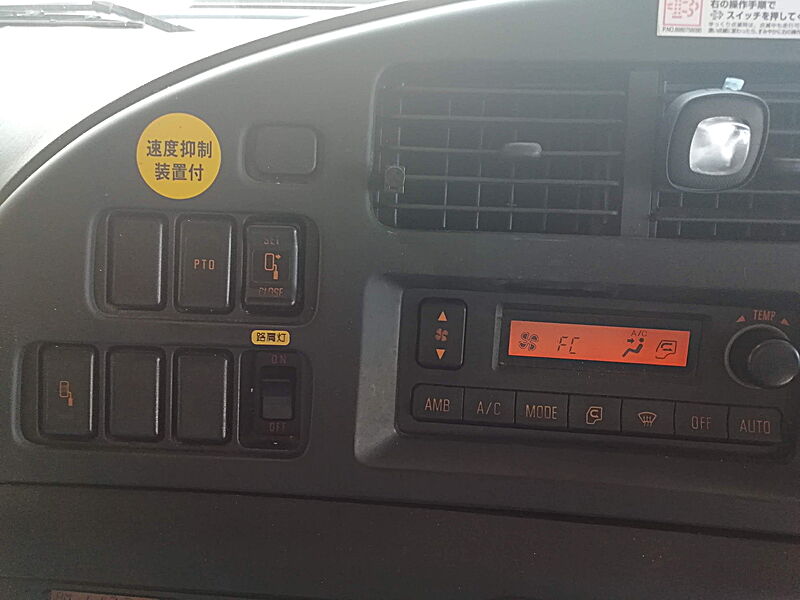 右の操作手順で
スイッチを押して
速度抑制
装置付
PTO
SET
CLOSE
路肩灯
ON
OFF
FC
A/C
TEMP
AMB
A/C
MODE
OFF
AUTO